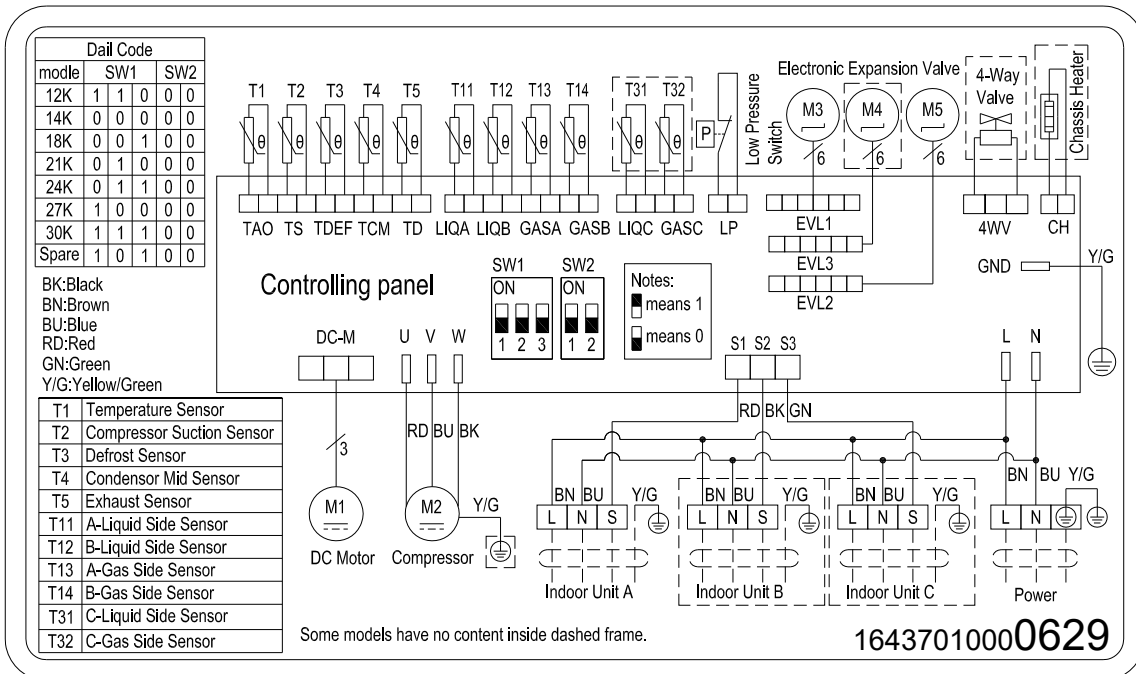 Dail Code
modle SW1 SW2
12K 1 1 0 0 0
14K 0 0 0 0 0
18K 0 0 1 0 0
21K 0 1 0 0 0
24K 0 1 1 0 0
27K 1 0 0 0 0
30K 1 1 1 0 0
Spare 1 0 1 0 0
BK:Black
BN:Brown
BU:Blue
RD:Red
GN:Green
Y/G:Yellow/Green
T1 Temperature Sensor
T2 Compressor Suction Sensor
T3 Defrost Sensor
T4 Condensor Mid Sensor
T5 Exhaust Sensor
T11 A-Liquid Side Sensor
T12 B-Liquid Side Sensor
T13 A-Gas Side Sensor
T14 B-Gas Side Sensor
T31 C-Liquid Side Sensor
T32 C-Gas Side Sensor
T1 T2 T3 T4 T5 T11 T12 T13 T14 T31 T32
θ θ θ θ θ θ θ θ θ θ θ
P
Low Pressure
Switch
Electronic Expansion Valve
M3 M4 M5
6 6 6
4-Way
Valve
Chassis Heater
TAO TS TDEF TCM TD LIQA LIQB GASA GASB LIQC GASC LP
EVL1
EVL3
EVL2
4WV CH
GND
Y/G
Controlling panel
SW1
ON
1 2 3
SW2
ON
1 2
Notes:
means 1
means 0
DC-M U V W
S1 S2 S3
L N
RD BK GN
3
RD BU BK
M1
DC Motor
M2
Compressor
Y/G
BN BU Y/G
L N S
Indoor Unit A
BN BU Y/G
L N S
Indoor Unit B
BN BU Y/G
L N S
Indoor Unit C
BN BU Y/G
L N
Power
Some models have no content inside dashed frame.
16437010000629